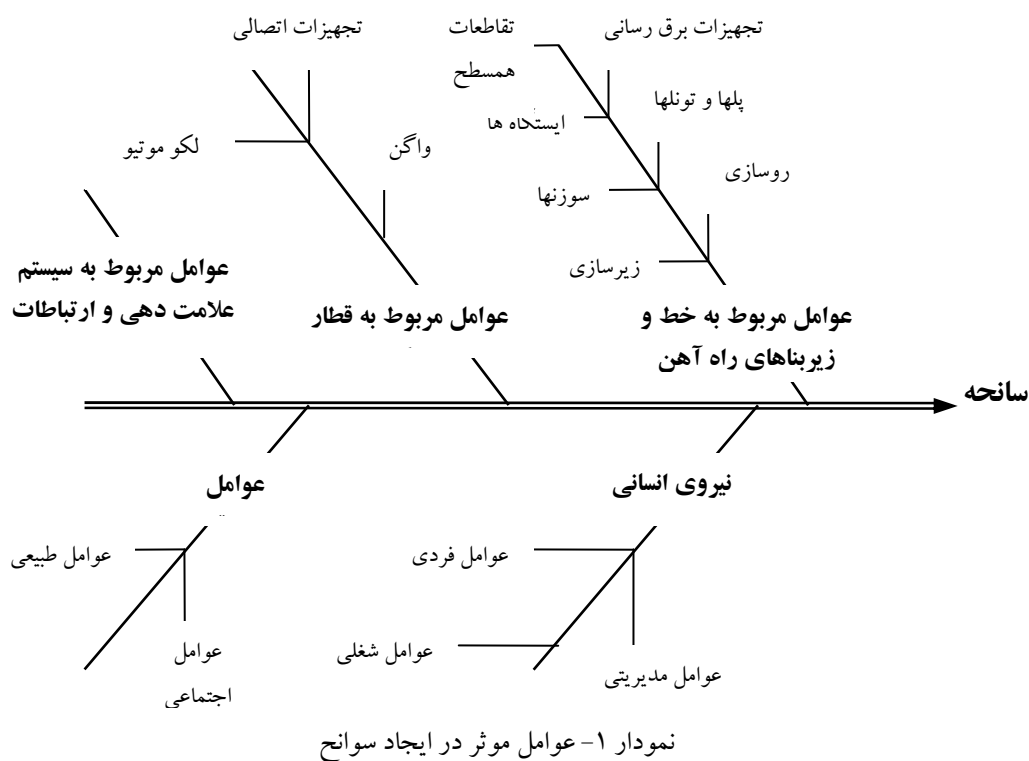 تجهیزات برق رسانی
تقاطعات
همسطح
تجهیزات اتصالی
پلها و تونلها
ایستگاه ها
واگن
لکو موتیو
روسازی
سوزنها
زیرسازی
عوامل مربوط به خط و
زیربناهای راه آهن
عوامل مربوط به قطار
عوامل مربوط به سیستم
علامت دهی و ارتباطات
سانحه
نیروی انسانی
عوامل
عوامل فردی
عوامل طبیعی
عوامل شغلی
عوامل مدیریتی
عوامل
اجتماعی
نمودار ۱- عوامل موثر در ایجاد سوانح